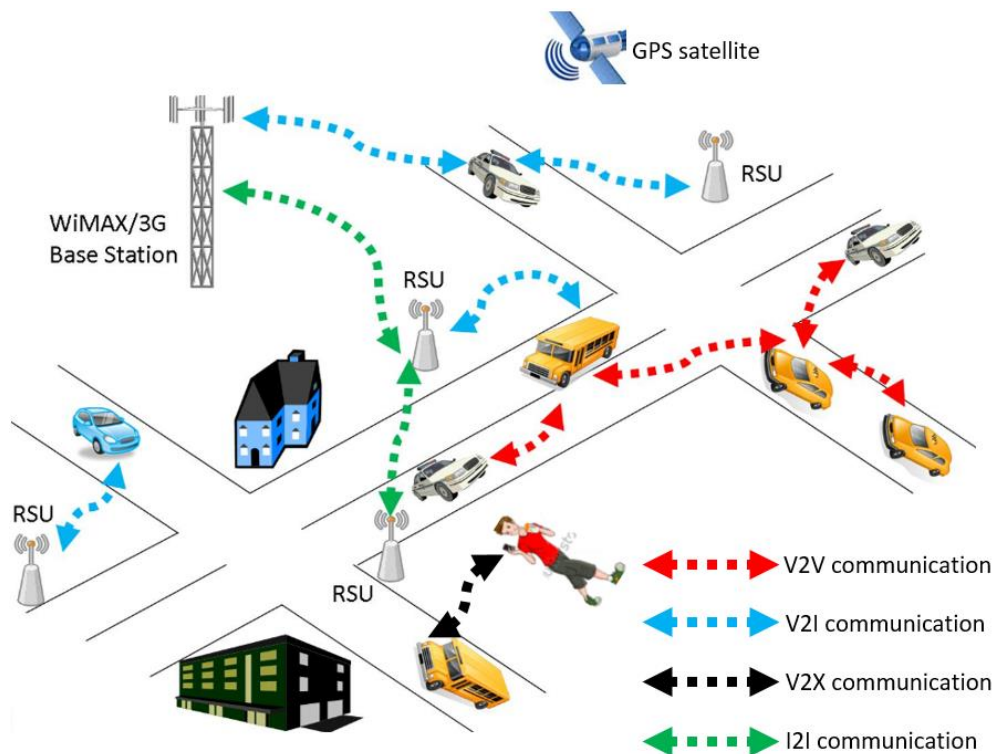 GPS satellite
RSU
WiMAX/3G
Base Station
RSU
RSU
RSU
V2V communication
V2I communication
V2X communication
I2I communication